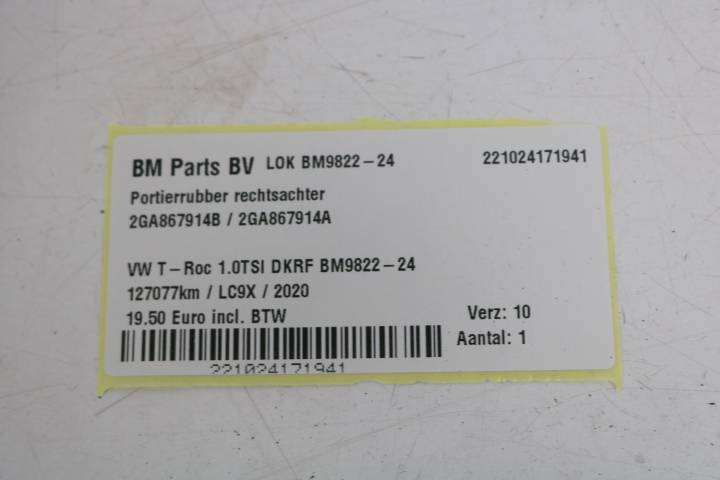 BM Parts BV LOK BM9822-24 221024171941
Portierrubber rechtsachter
2GA867914B / 2GA867914A
VW T-Roc 1.0TSI DKRF BM9822-24
127077km / LC9X / 2020
19.50 Euro incl. BTW Verz: 10
Aantal: 1
221024171941